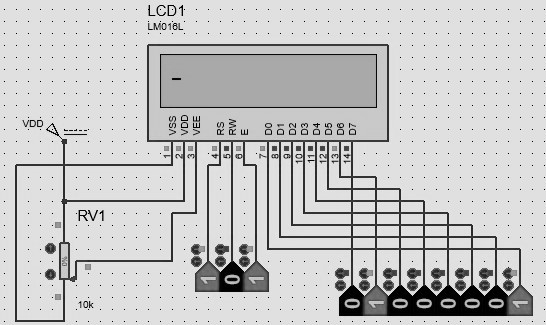 LCD1
LM016L
VSS VDD VEE RS RW E D0 D1 D2 D3 D4 D5 D6 D7
1 2 3 4 5 6 7 8 9 10 11 12 13 14
VDD
RV1
0%
10k
1 0 1
0 1 0 0 0 0 0 1